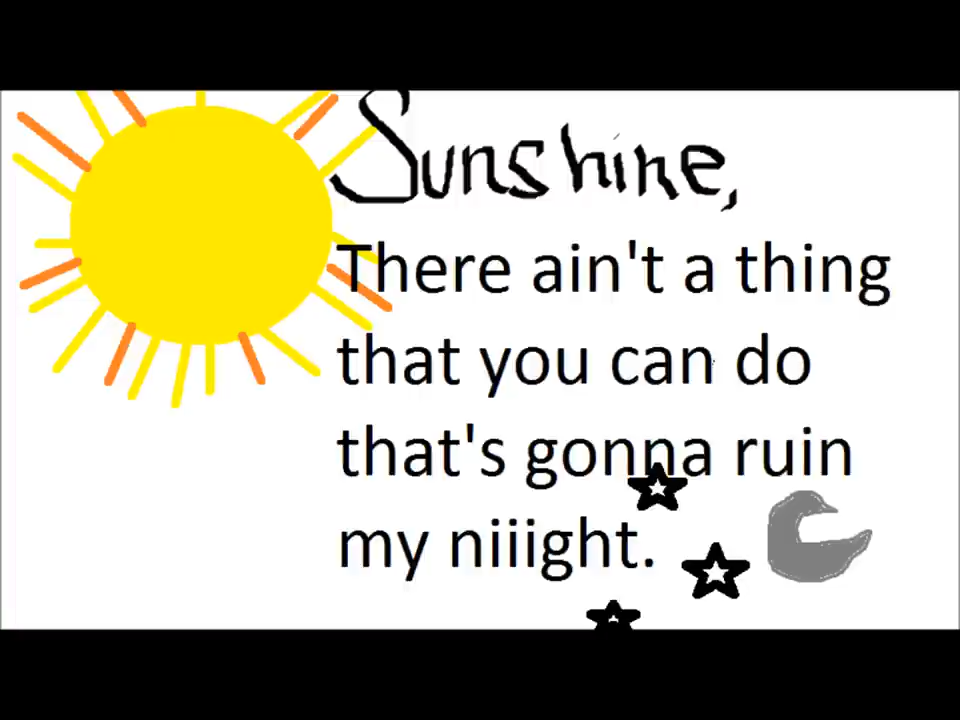 Sunshine,
There ain't a thing
that you can do
that's gonna ruin
my niiight.